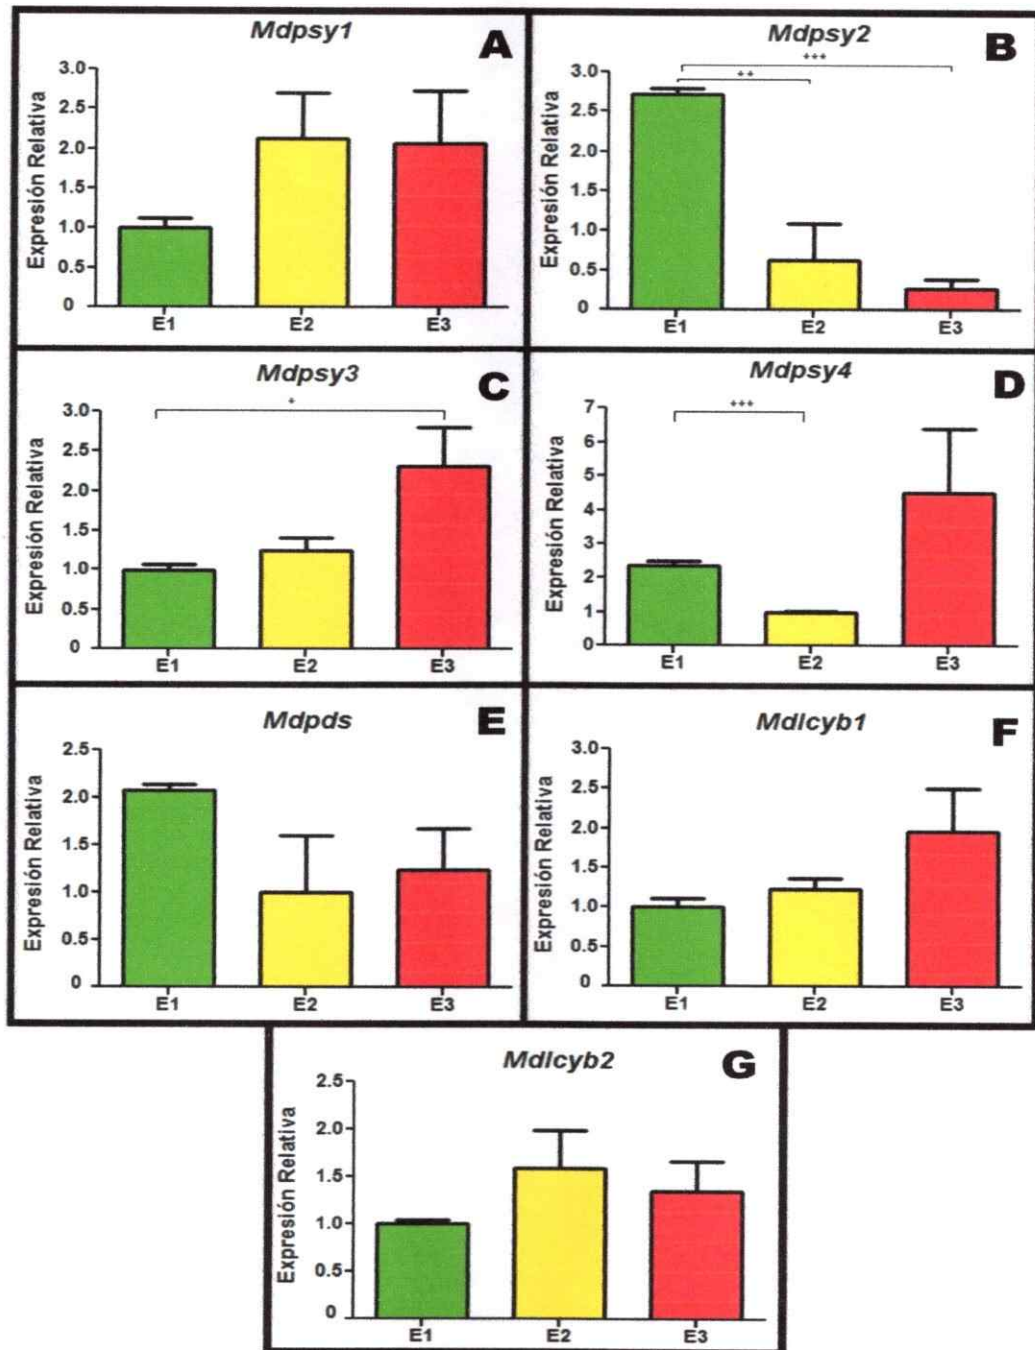 Mdpsy1
A
Expresión Relativa
3.0
2.5
2.0
1.5
1.0
0.5
0
E1
E2
E3
Mdpsy2
B
***
**
Expresión Relativa
3.0
2.5
2.0
1.5
1.0
0.5
0
E1
E2
E3
Mdpsy3
C
*
Expresión Relativa
3.0
2.5
2.0
1.5
1.0
0.5
0
E1
E2
E3
Mdpsy4
D
***
Expresión Relativa
7
6
5
4
3
2
1
0
E1
E2
E3
Mdpds
E
Expresión Relativa
2.5
2.0
1.5
1.0
0.5
0
E1
E2
E3
Mdlcyb1
F
Expresión Relativa
3.0
2.5
2.0
1.5
1.0
0.5
0
E1
E2
E3
Mdlcyb2
G
Expresión Relativa
2.5
2.0
1.5
1.0
0.5
0
E1
E2
E3